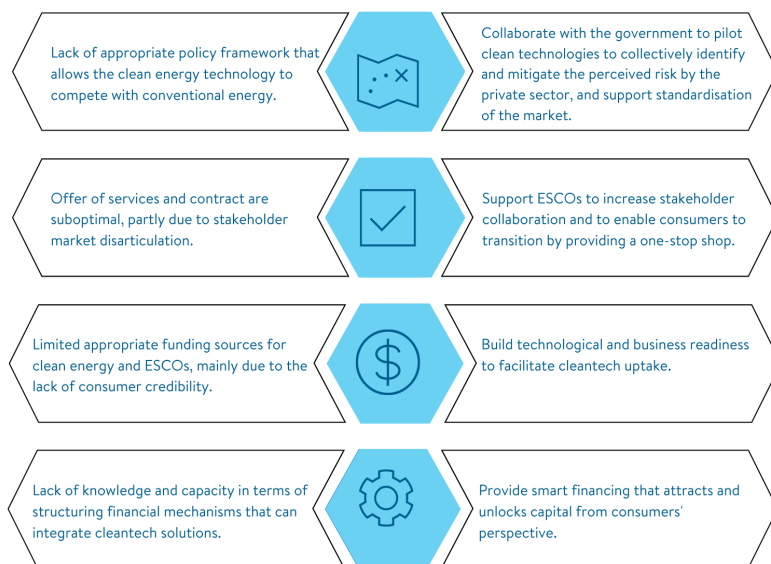 Lack of appropriate policy framework that
allows the clean energy technology to
compete with conventional energy.
Collaborate with the government to pilot
clean technologies to collectively identify
and mitigate the perceived risk by the
private sector, and support standardisation
of the market.
Offer of services and contract are
suboptimal, partly due to stakeholder
market disarticulation.
Support ESCOs to increase stakeholder
collaboration and to enable consumers to
transition by providing a one-stop shop.
Limited appropriate funding sources for
clean energy and ESCOs, mainly due to the
lack of consumer credibility.
Build technological and business readiness
to facilitate cleantech uptake.
Lack of knowledge and capacity in terms of
structuring financial mechanisms that can
integrate cleantech solutions.
Provide smart financing that attracts and
unlocks capital from consumers'
perspective.